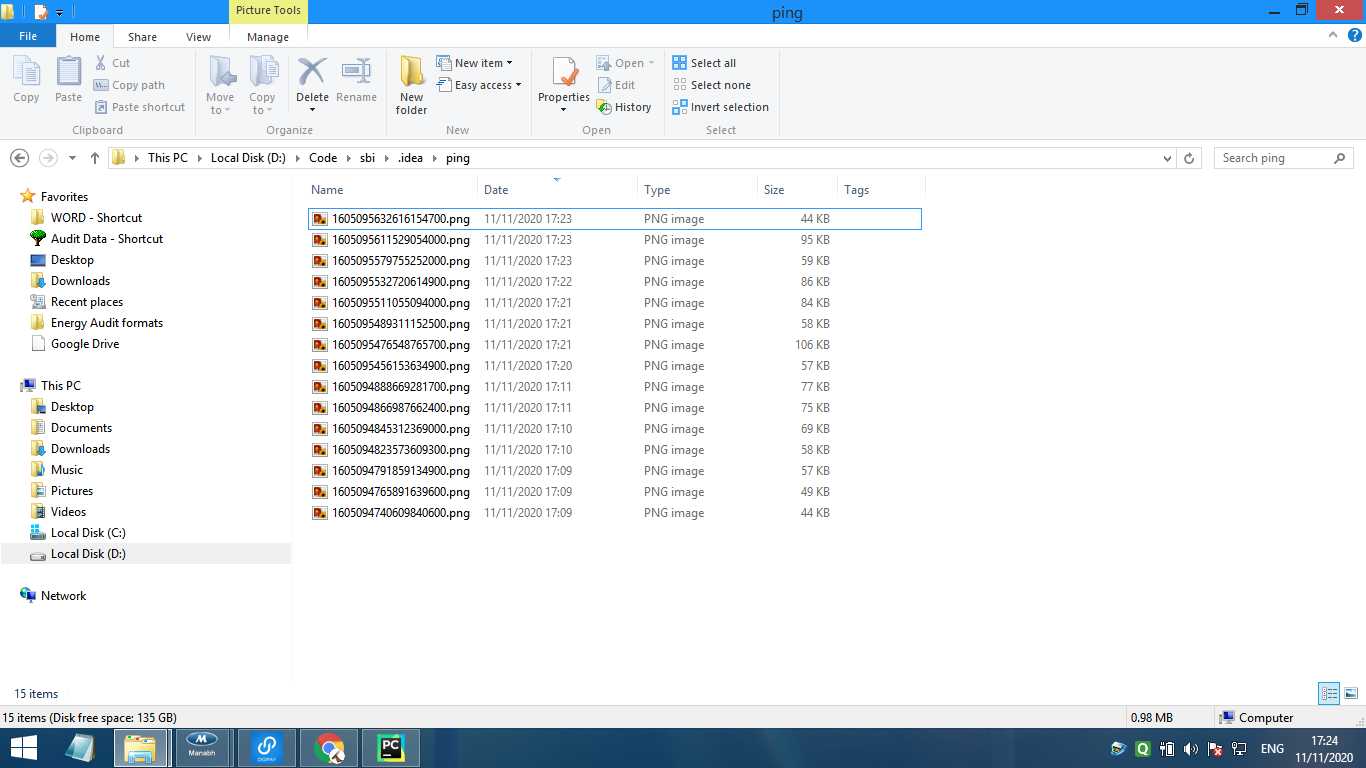 Picture Tools
ping
File Home Share View Manage
Copy Paste Cut Copy path Paste shortcut
Clipboard
Move to Copy to Delete Rename
Organize
New folder New item Easy access
New
Properties Open Edit History
Open
Select all Select none Invert selection
Select
This PC Local Disk (D:) Code sbi .idea ping
Search ping
Favorites
WORD - Shortcut
Audit Data - Shortcut
Desktop
Downloads
Recent places
Energy Audit formats
Google Drive
This PC
Desktop
Documents
Downloads
Music
Pictures
Videos
Local Disk (C:)
Local Disk (D:)
Network
Name Date Type Size Tags
1605095632616154700.png 11/11/2020 17:23 PNG image 44 KB
1605095611529054000.png 11/11/2020 17:23 PNG image 95 KB
1605095579755252000.png 11/11/2020 17:23 PNG image 59 KB
1605095532720614900.png 11/11/2020 17:22 PNG image 86 KB
1605095511055094000.png 11/11/2020 17:21 PNG image 84 KB
1605095489311152500.png 11/11/2020 17:21 PNG image 58 KB
1605095476548765700.png 11/11/2020 17:21 PNG image 106 KB
1605095456153634900.png 11/11/2020 17:20 PNG image 57 KB
1605094888669281700.png 11/11/2020 17:11 PNG image 77 KB
1605094866987662400.png 11/11/2020 17:11 PNG image 75 KB
1605094845312369000.png 11/11/2020 17:10 PNG image 69 KB
1605094823573609300.png 11/11/2020 17:10 PNG image 58 KB
1605094791859134900.png 11/11/2020 17:09 PNG image 57 KB
1605094765891639600.png 11/11/2020 17:09 PNG image 49 KB
1605094740609840600.png 11/11/2020 17:09 PNG image 44 KB
15 items
15 items (Disk free space: 135 GB) 0.98 MB Computer
Manabh
DIGIPAY
PC
ENG
17:24
11/11/2020